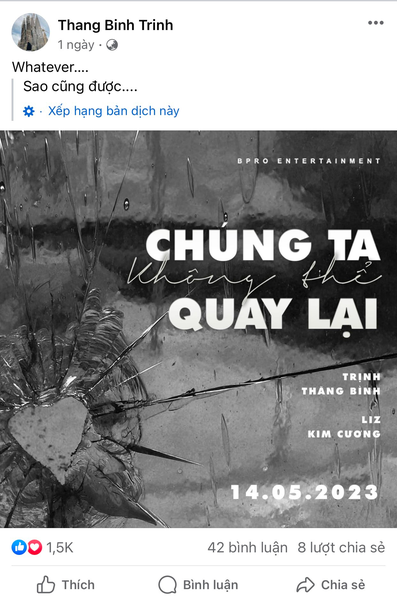 Thang Binh Trinh
1 ngày ·
Whatever....
Sao cũng được....
· Xếp hạng bản dịch này
BPRO ENTERTAINMENT
CHÚNG TA
Không thể
QUAY LẠI
TRỊNH
THĂNG BÌNH
LIZ
KIM CƯƠNG
14.05.2023
1,5K
42 bình luận 8 lượt chia sẻ
Thích
Bình luận
Chia sẻ